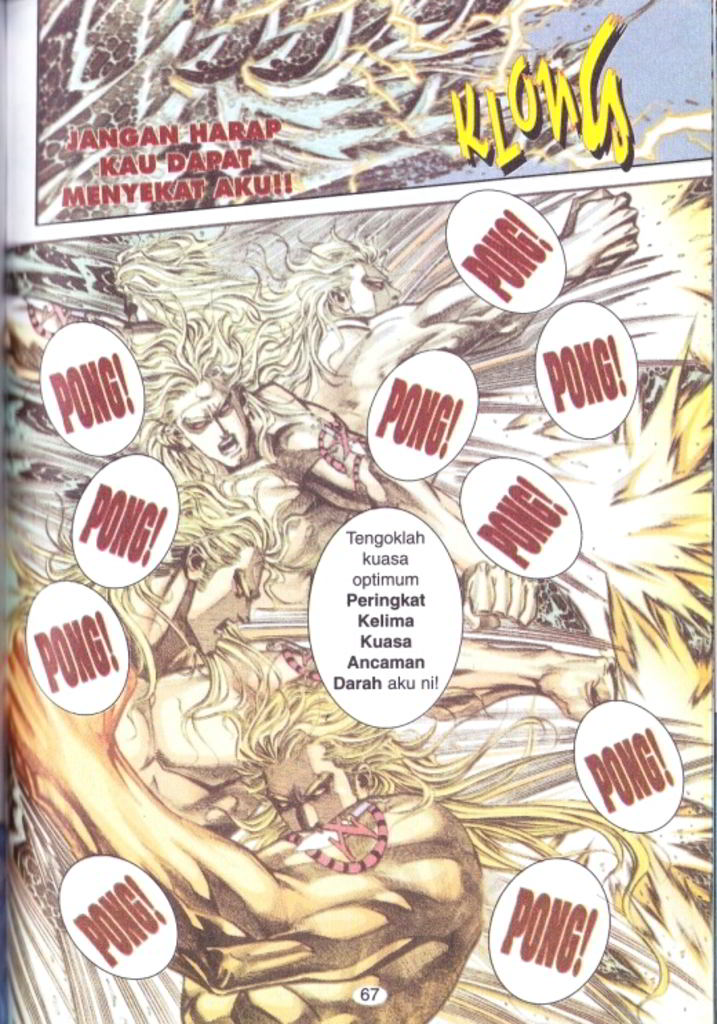 KLONG
JANGAN HARAP
KAU DAPAT
MENYEKAT AKU!!
PONG!
PONG!
PONG!
PONG!
PONG!
PONG!
Tengoklah
kuasa
optimum
Peringkat
Kelima
Kuasa
Ancaman
Darah aku ni!
PONG!
PONG!
PONG!
PONG!
67